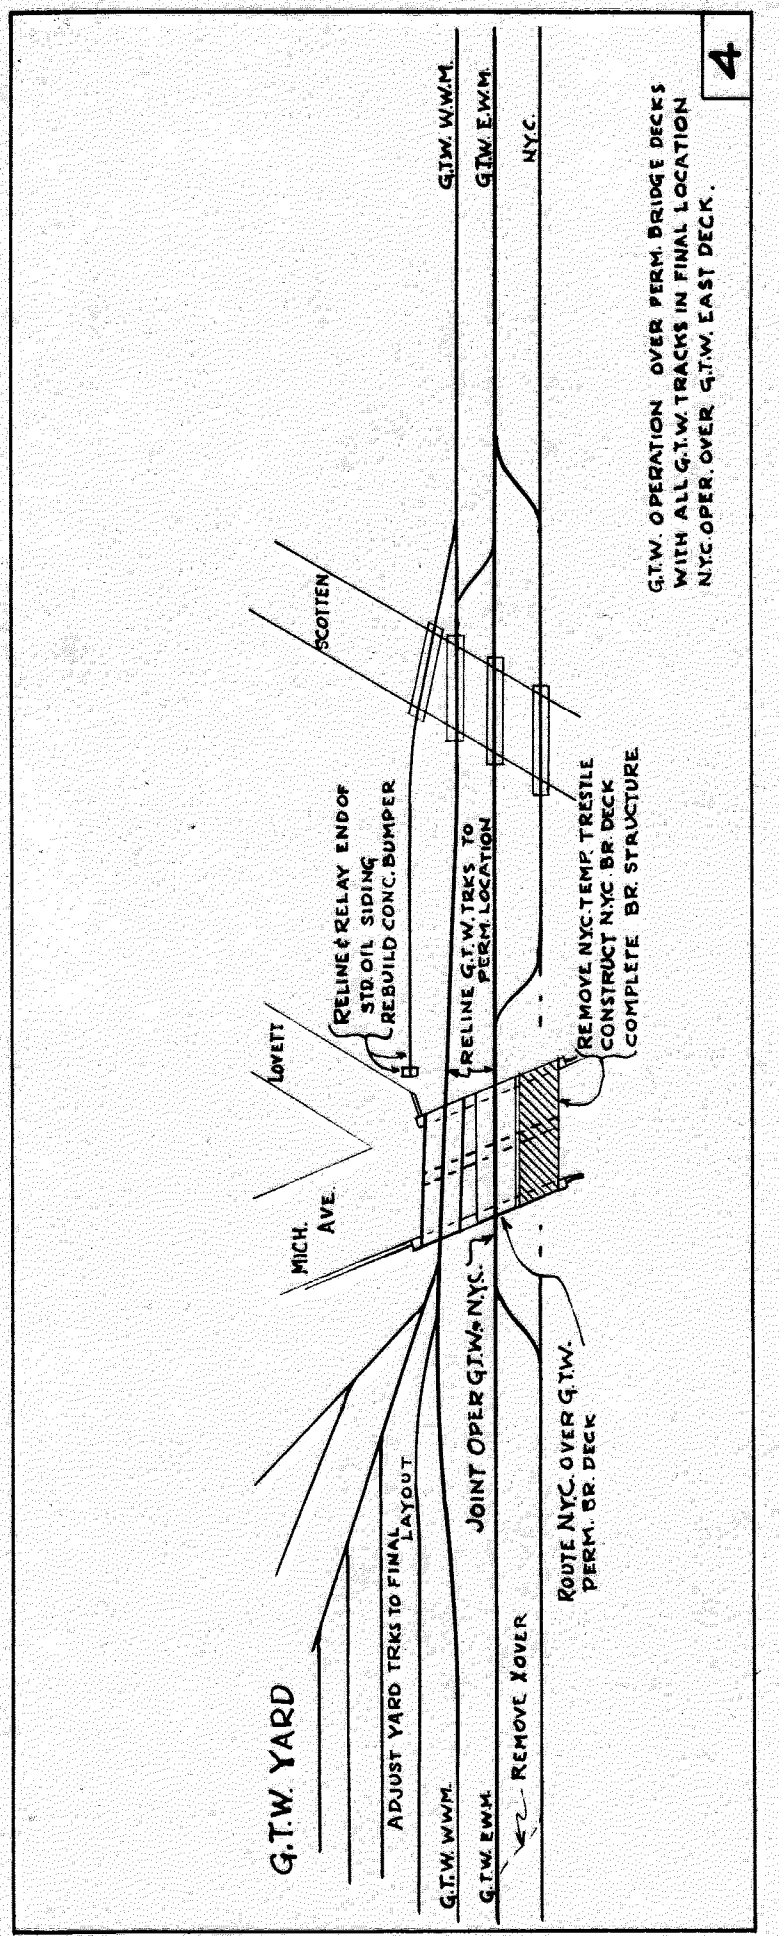 4
G.T.W. OPERATION OVER PERM. BRIDGE DECKS
WITH ALL G.T.W. TRACKS IN FINAL LOCATION
N.Y.C. OPER. OVER G.T.W. EAST DECK.
G.T.W. YARD
ADJUST YARD TRKS TO FINAL
LAYOUT
G.T.W. W.W.M.
G.T.W. E.W.M.
REMOVE XOVER
MICH.
AVE.
LOVETT
JOINT OPER G.T.W. & N.Y.C.
ROUTE N.Y.C. OVER G.T.W.
PERM. BR. DECK
RELINE & RELAY END OF
STD. OIL SIDING
REBUILD CONC. BUMPER
RELINE G.T.W. TRKS TO
PERM. LOCATION
REMOVE N.Y.C. TEMP. TRESTLE
CONSTRUCT N.Y.C. BR. DECK
COMPLETE BR. STRUCTURE
SCOTTEN
G.T.W. W.W.M.
G.T.W. E.W.M.
N.Y.C.